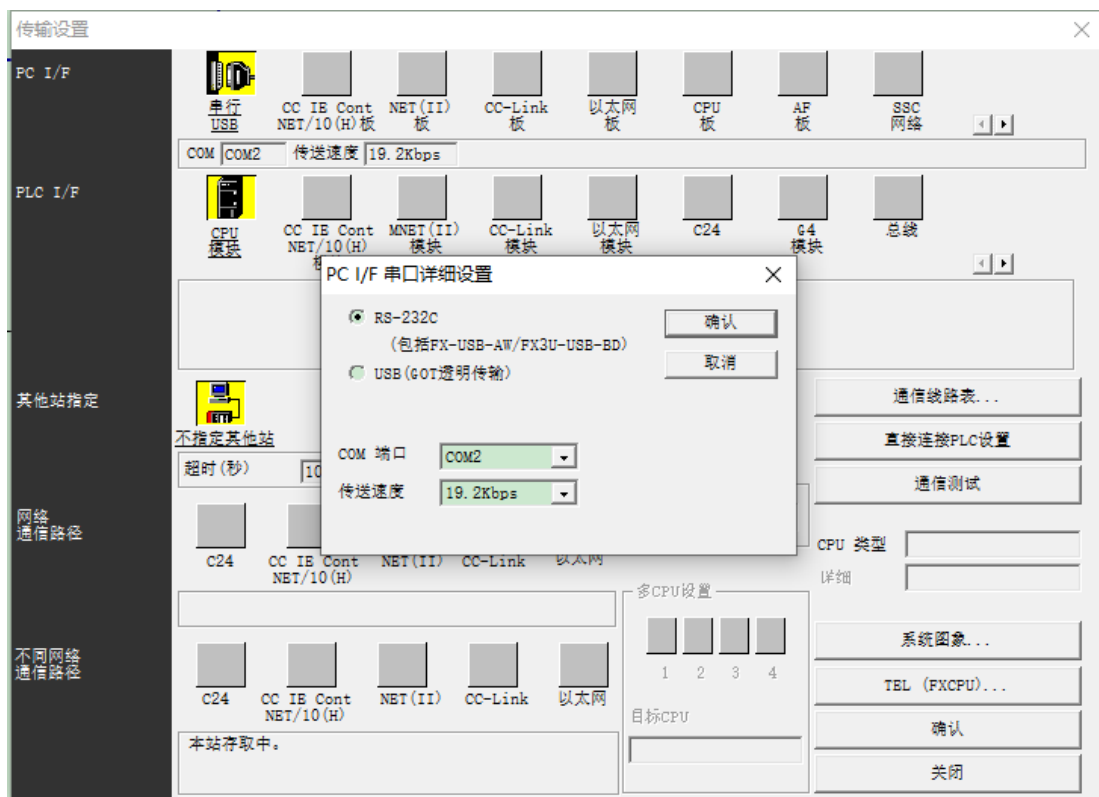 传输设置
PC I/F
串行
USB
CC IE Cont
NET/10(H)板
NET(II)
板
CC-Link
板
以太网
板
CPU
板
AF
板
SSC
网络
COM COM2 传送速度 19.2Kbps
PLC I/F
CPU
模块
CC IE Cont
NET/10(H)
MNET(II)
模块
CC-Link
模块
以太网
模块
C24
G4
模块
总线
PC I/F 串口详细设置
RS-232C
(包括FX-USB-AW/FX3U-USB-BD)
USB(GOT透明传输)
确认
取消
COM 端口 COM2
传送速度 19.2Kbps
其他站指定
不指定其他站
超时(秒) 10
通信线路表...
直接连接PLC设置
通信测试
CPU 类型
详细
网络
通信路径
C24
CC IE Cont
NET/10(H)
NET(II)
CC-Link
以太网
多CPU设置
1 2 3 4
目标CPU
系统图象...
TEL (FXCPU)...
确认
关闭
不同网络
通信路径
C24
CC IE Cont
NET/10(H)
NET(II)
CC-Link
以太网
本站存取中。